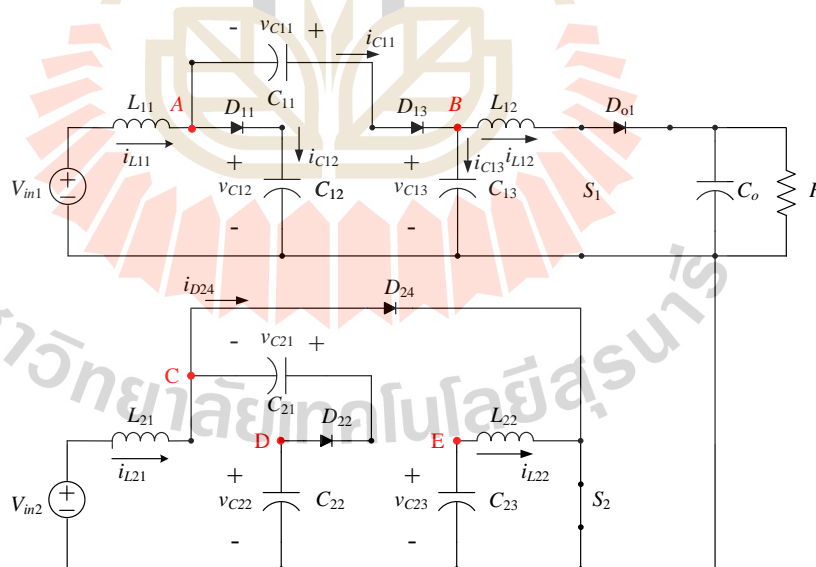 - vC11 +
iC11
L11
A
D11
C11
D13
B
L12
Do1
iL11
+
iC12
+
iC13
iL12
Vin1
+
−
vC12
C12
vC13
C13
S1
Co
-
-
iD24
D24
- vC21 +
C
C21
L21
D22
L22
D
E
iL21
iL22
Vin2
+
−
+
vC22
C22
+
vC23
C23
S2
-
-